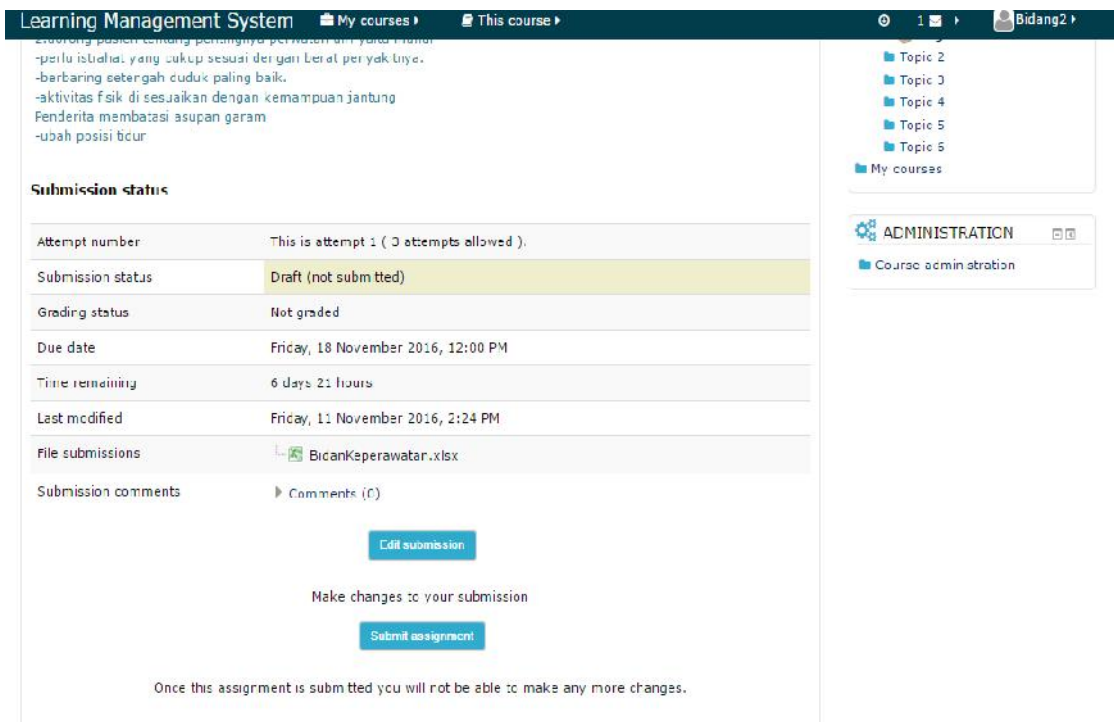 Learning Management System My courses This course 1 Bidang2
-perlu istirahat yang cukup sesuai dengan berat penyakitnya.
-berbaring setengah duduk paling baik.
-aktivitas fisik di sesuaikan dengan kemampuan jantung
Penderita membatasi asupan garam
-ubah posisi tidur
Submission status
Attempt number This is attempt 1 ( 3 attempts allowed ).
Submission status Draft (not submitted)
Grading status Not graded
Due date Friday, 18 November 2016, 12:00 PM
Time remaining 6 days 21 hours
Last modified Friday, 11 November 2016, 2:24 PM
File submissions BidanKeperawatan.xlsx
Submission comments Comments (0)
Edit submission
Make changes to your submission
Submit assignment
Once this assignment is submitted you will not be able to make any more changes.
Topic 2
Topic 3
Topic 4
Topic 5
Topic 6
My courses
ADMINISTRATION
Course administration